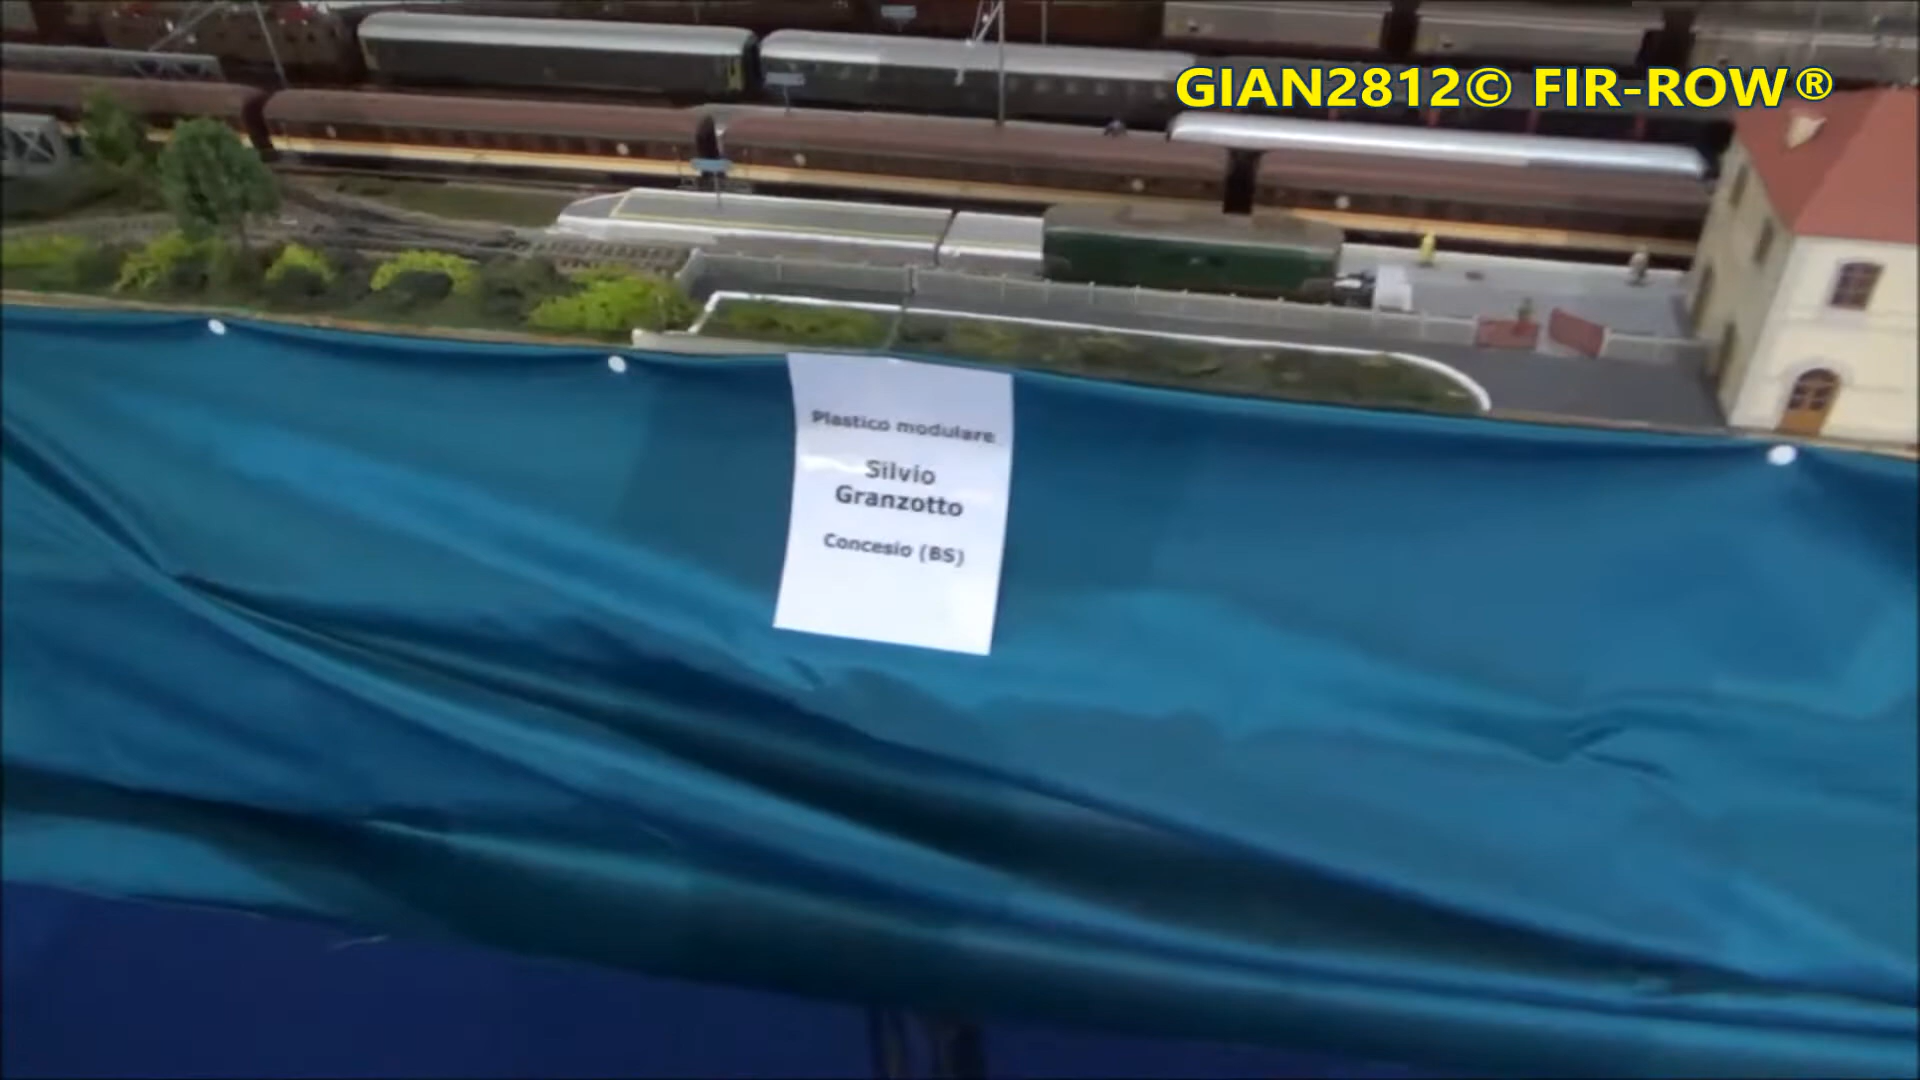 GIAN2812© FIR-ROW®
Plastico modulare
Silvio
Granzotto
Concesio (BS)